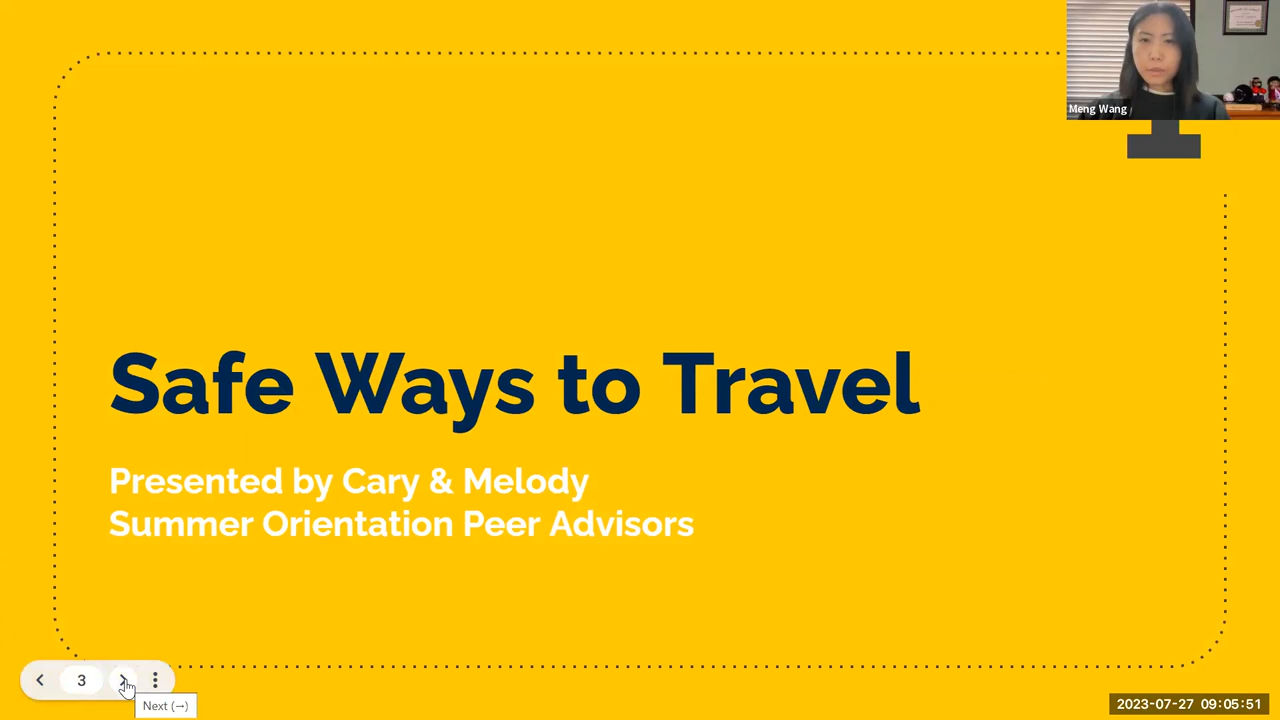 Meng Wang
Safe Ways to Travel
Presented by Cary & Melody
Summer Orientation Peer Advisors
3
Next (→)
2023-07-27 09:05:51